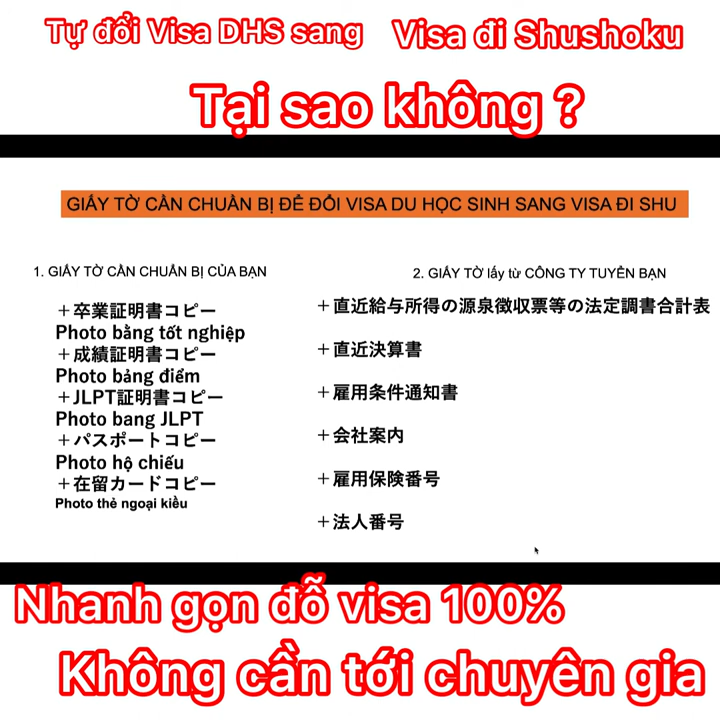 Tự đổi Visa DHS sang Visa đi Shushoku
Tại sao không ?
GIẤY TỜ CẦN CHUẨN BỊ ĐỂ ĐỔI VISA DU HỌC SINH SANG VISA ĐI SHU
1. GIẤY TỜ CẦN CHUẨN BỊ CỦA BẠN
＋卒業証明書コピー
Photo bằng tốt nghiệp
＋成績証明書コピー
Photo bảng điểm
＋JLPT証明書コピー
Photo bang JLPT
＋パスポートコピー
Photo hộ chiếu
＋在留カードコピー
Photo thẻ ngoại kiều
2. GIẤY TỜ lấy từ CÔNG TY TUYỂN BẠN
＋直近給与所得の源泉徴収票等の法定調書合計表
＋直近決算書
＋雇用条件通知書
＋会社案内
＋雇用保険番号
＋法人番号
Nhanh gọn đỗ visa 100%
Không cần tới chuyên gia